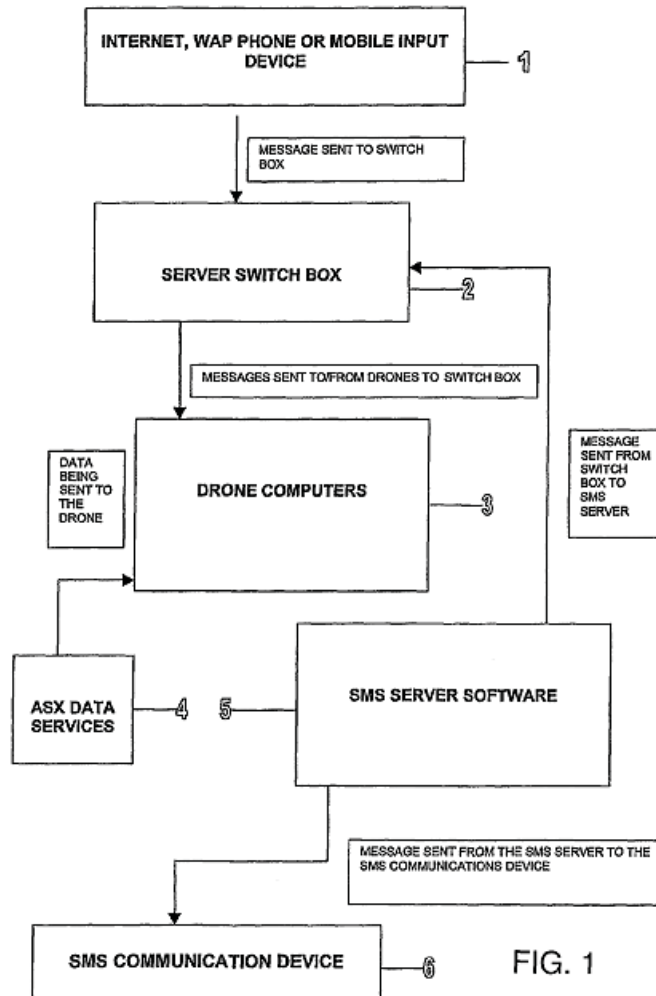 INTERNET, WAP PHONE OR MOBILE INPUT
DEVICE
1
MESSAGE SENT TO SWITCH
BOX
SERVER SWITCH BOX
2
MESSAGES SENT TO/FROM DRONES TO SWITCH BOX
DATA
BEING
SENT TO
THE
DRONE
DRONE COMPUTERS
3
MESSAGE
SENT FROM
SWITCH
BOX TO
SMS
SERVER
ASX DATA
SERVICES
4
5
SMS SERVER SOFTWARE
MESSAGE SENT FROM THE SMS SERVER TO THE
SMS COMMUNICATIONS DEVICE
SMS COMMUNICATION DEVICE
6
FIG. 1